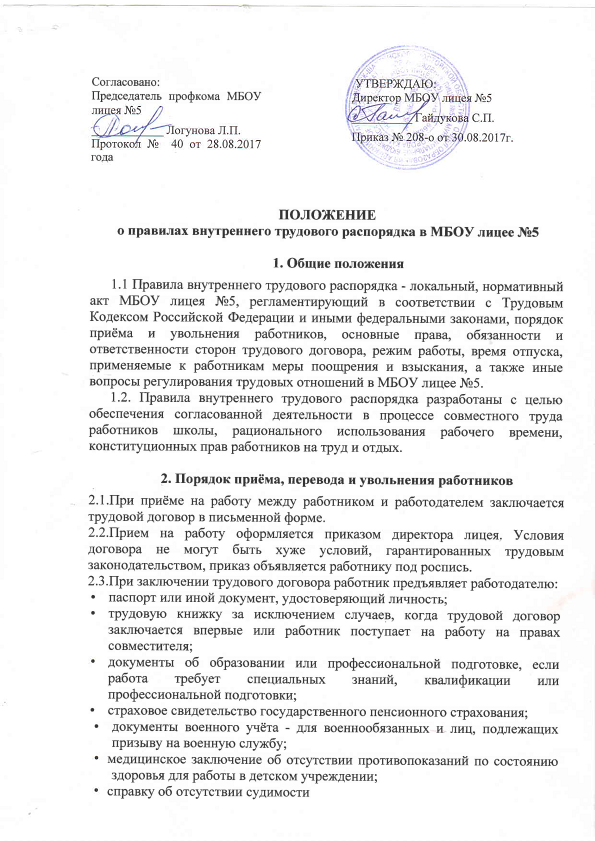 Согласовано:
Председатель профкома МБОУ
лицея №5
Логунова Л.П.
Протокол № 40 от 28.08.2017
года
УТВЕРЖДАЮ:
Директор МБОУ лицея №5
Гайдукова С.П.
Приказ № 208-о от 30.08.2017г.
ПОЛОЖЕНИЕ
о правилах внутреннего трудового распорядка в МБОУ лицее №5
1. Общие положения
1.1 Правила внутреннего трудового распорядка - локальный, нормативный
акт МБОУ лицея №5, регламентирующий в соответствии с Трудовым
Кодексом Российской Федерации и иными федеральными законами, порядок
приёма и увольнения работников, основные права, обязанности и
ответственности сторон трудового договора, режим работы, время отпуска,
применяемые к работникам меры поощрения и взыскания, а также иные
вопросы регулирования трудовых отношений в МБОУ лицее №5.
1.2. Правила внутреннего трудового распорядка разработаны с целью
обеспечения согласованной деятельности в процессе совместного труда
работников школы, рационального использования рабочего времени,
конституционных прав работников на труд и отдых.
2. Порядок приёма, перевода и увольнения работников
2.1.При приёме на работу между работником и работодателем заключается
трудовой договор в письменной форме.
2.2.Прием на работу оформляется приказом директора лицея. Условия
договора не могут быть хуже условий, гарантированных трудовым
законодательством, приказ объявляется работнику под роспись.
2.3.При заключении трудового договора работник предъявляет работодателю:
• паспорт или иной документ, удостоверяющий личность;
• трудовую книжку за исключением случаев, когда трудовой договор
заключается впервые или работник поступает на работу на правах
совместителя;
• документы об образовании или профессиональной подготовке, если
работа требует специальных знаний, квалификации или
профессиональной подготовки;
• страховое свидетельство государственного пенсионного страхования;
• документы военного учёта - для военнообязанных и лиц, подлежащих
призыву на военную службу;
• медицинское заключение об отсутствии противопоказаний по состоянию
здоровья для работы в детском учреждении;
• справку об отсутствии судимости